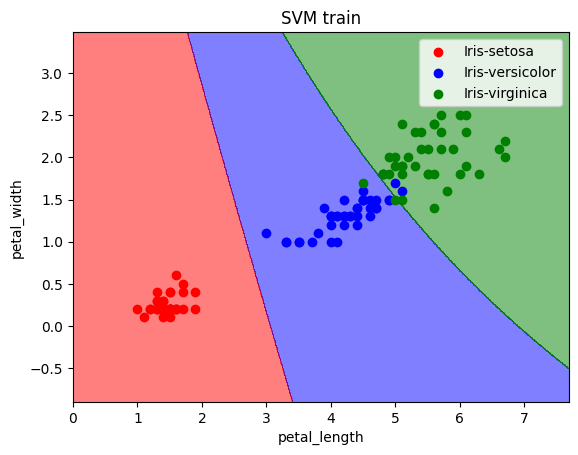 SVM train
Iris-setosa
Iris-versicolor
Iris-virginica
petal_width
3.0
2.5
2.0
1.5
1.0
0.5
0.0
−0.5
0 1 2 3 4 5 6 7
petal_length